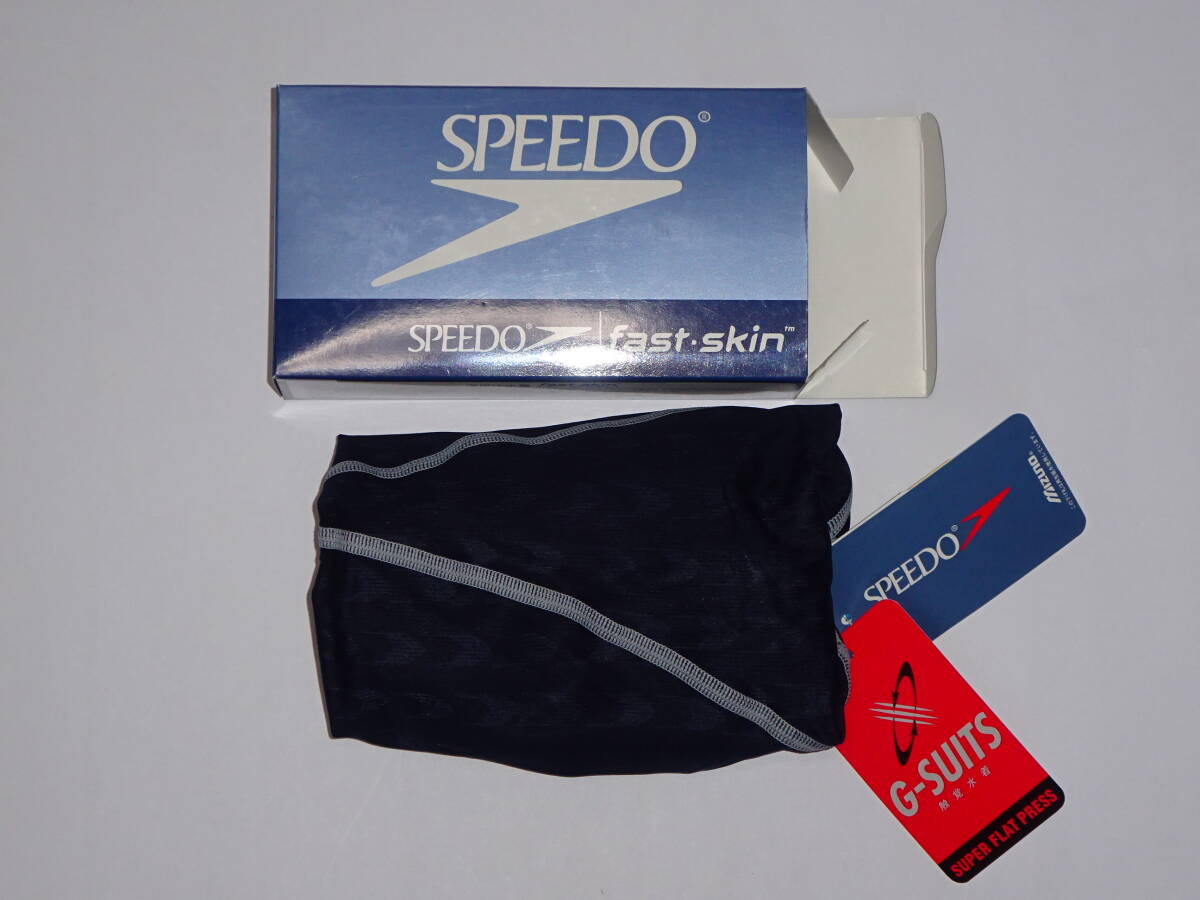 SPEEDO®
SPEEDO® fast-skin™
SPEEDO®
MIZUNO®
G-SUITS
触覚水着
SUPER FLAT PRESS